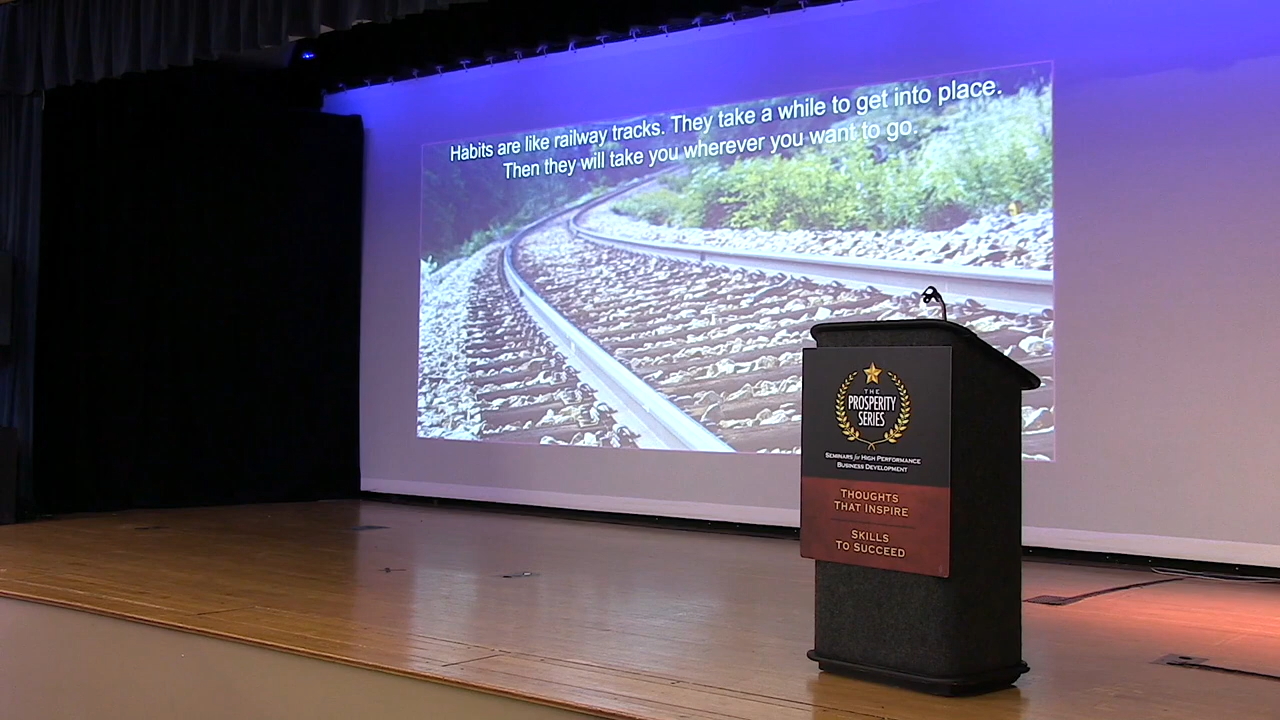 Habits are like railway tracks. They take a while to get into place.
Then they will take you wherever you want to go.
THE
PROSPERITY
SERIES
SEMINARS for HIGH PERFORMANCE
BUSINESS DEVELOPMENT
THOUGHTS
THAT INSPIRE
SKILLS
TO SUCCEED